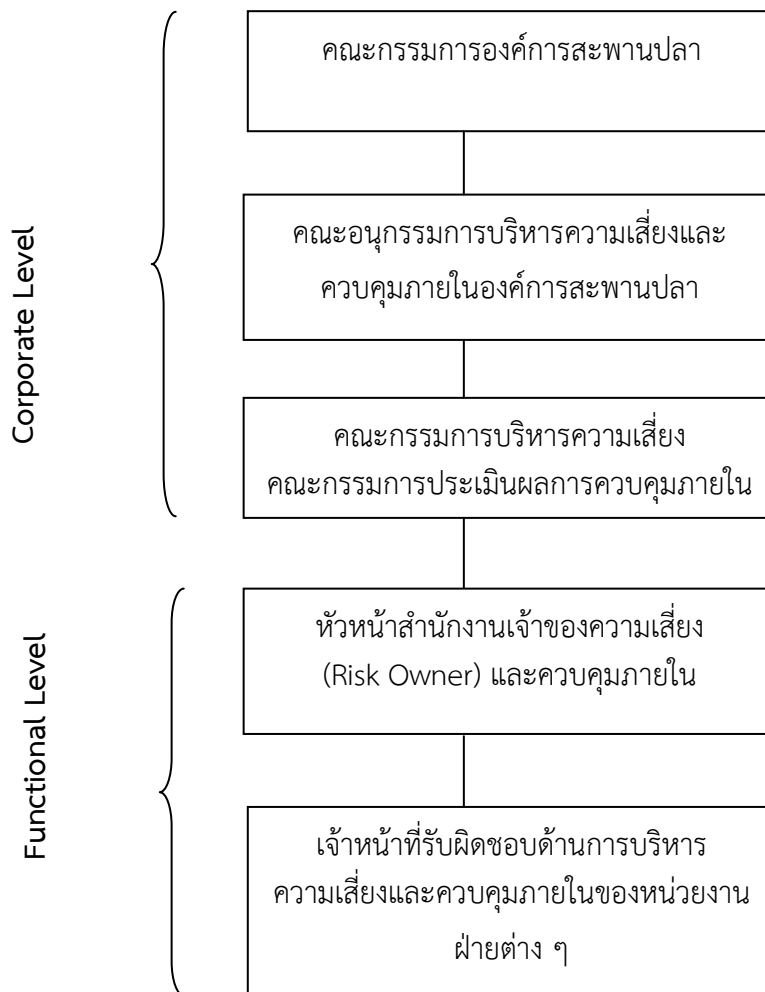 คณะกรรมการองค์การสะพานปลา
คณะอนุกรรมการบริหารความเสี่ยงและ
ควบคุมภายในองค์การสะพานปลา
Corporate Level
คณะกรรมการบริหารความเสี่ยง
คณะกรรมการประเมินผลการควบคุมภายใน
หัวหน้าสำนักงานเจ้าของความเสี่ยง
(Risk Owner) และควบคุมภายใน
Functional Level
เจ้าหน้าที่รับผิดชอบด้านการบริหาร
ความเสี่ยงและควบคุมภายในของหน่วยงาน
ฝ่ายต่าง ๆ